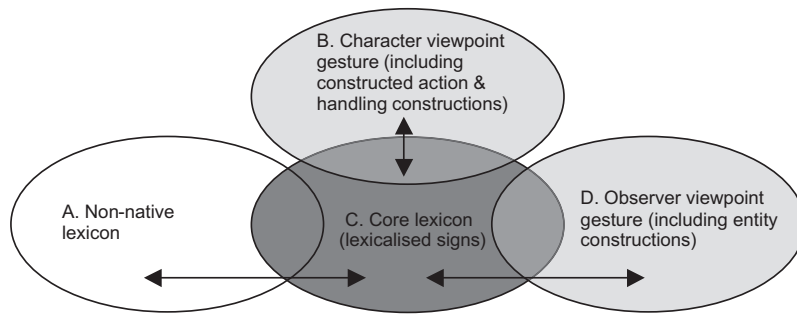 B. Character viewpoint
gesture (including
constructed action &
handling constructions)
A. Non-native
lexicon
C. Core lexicon
(lexicalised signs)
D. Observer viewpoint
gesture (including entity
constructions)